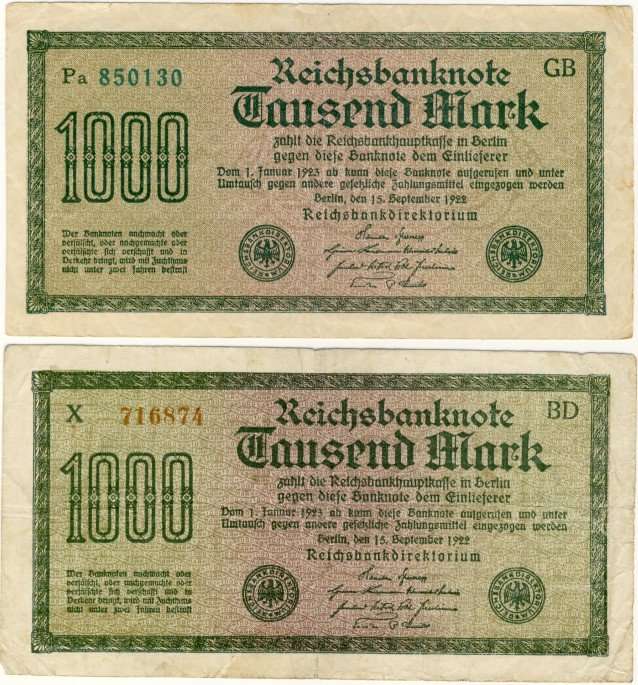 Pa 850130
Reichsbanknote
GB
Tausend Mark
1000
zahlt die Reichsbankhauptkasse in Berlin
gegen diese Banknote dem Einlieferer
Vom 1. Januar 1923 ab kann diese Banknote aufgerufen und unter
Umtausch gegen andere gesetzliche Zahlungsmittel eingezogen werden
Berlin, den 15. September 1922
Reichsbankdirektorium
Wer Banknoten nachmacht oder
verfälscht, oder nachgemachte oder
verfälschte sich verschafft und in
Verkehr bringt, wird mit Zuchthaus
nicht unter zwei Jahren bestraft
X 716874
Reichsbanknote
BD
Tausend Mark
1000
zahlt die Reichsbankhauptkasse in Berlin
gegen diese Banknote dem Einlieferer
Vom 1. Januar 1923 ab kann diese Banknote aufgerufen und unter
Umtausch gegen andere gesetzliche Zahlungsmittel eingezogen werden
Berlin, den 15. September 1922
Reichsbankdirektorium
Wer Banknoten nachmacht oder
verfälscht, oder nachgemachte oder
verfälschte sich verschafft und in
Verkehr bringt, wird mit Zuchthaus
nicht unter zwei Jahren bestraft